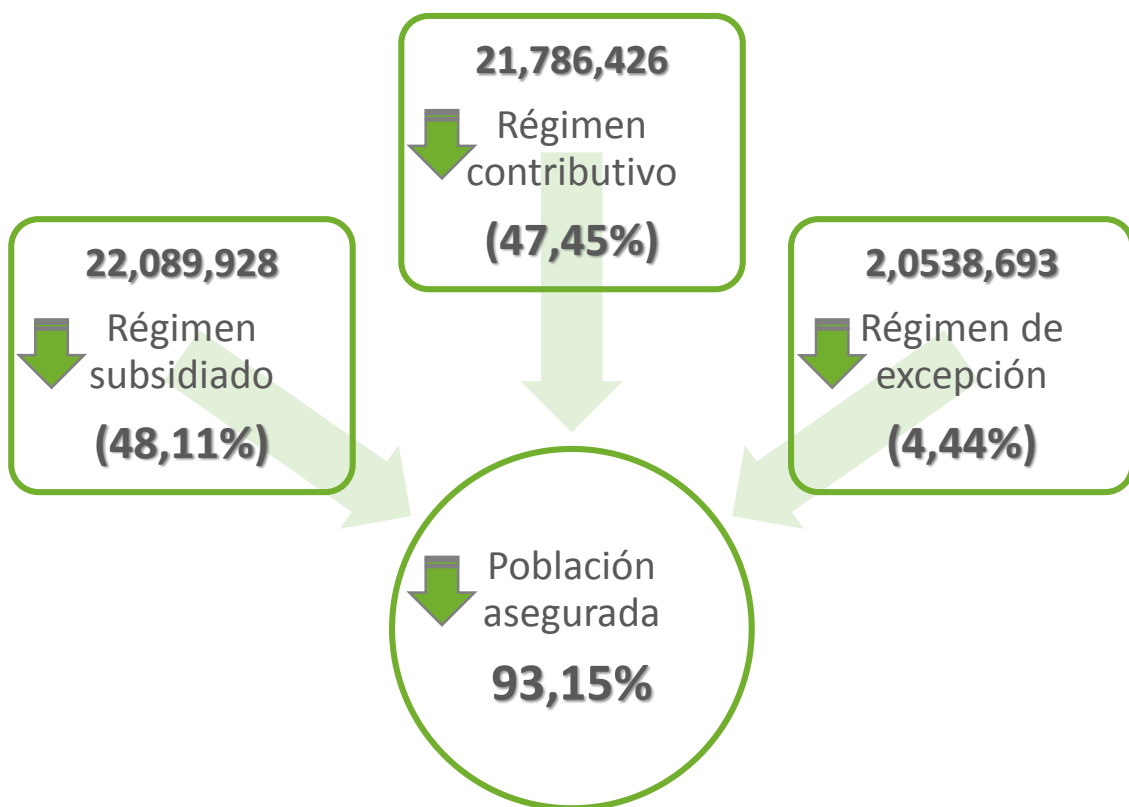 21,786,426
Régimen
contributivo
(47,45%)
22,089,928
Régimen
subsidiado
(48,11%)
2,0538,693
Régimen de
excepción
(4,44%)
Población
asegurada
93,15%